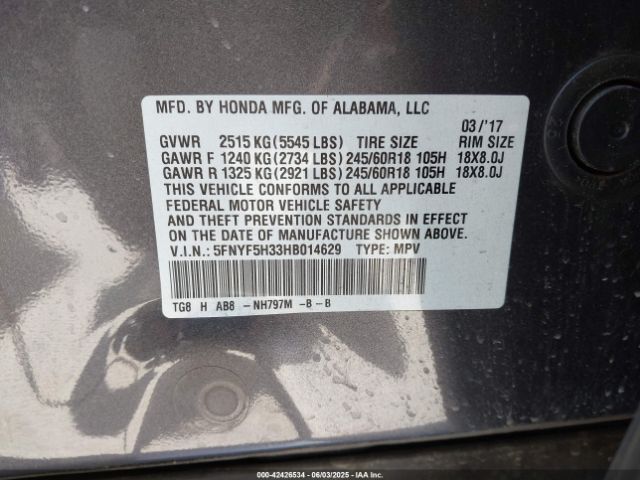 MFD. BY HONDA MFG. OF ALABAMA, LLC
03/'17
GVWR 2515 KG(5545 LBS) TIRE SIZE RIM SIZE
GAWR F 1240 KG(2734 LBS) 245/60R18 105H 18X8.0J
GAWR R 1325 KG(2921 LBS) 245/60R18 105H 18X8.0J
THIS VEHICLE CONFORMS TO ALL APPLICABLE
FEDERAL MOTOR VEHICLE SAFETY
AND THEFT PREVENTION STANDARDS IN EFFECT
ON THE DATE OF MANUFACTURE SHOWN ABOVE.
V.I.N.: 5FNYF5H33HB014629 TYPE: MPV
TG8 H AB8 -NH797M -B-B
000-42426534 - 06/03/2025 - IAAI.COM